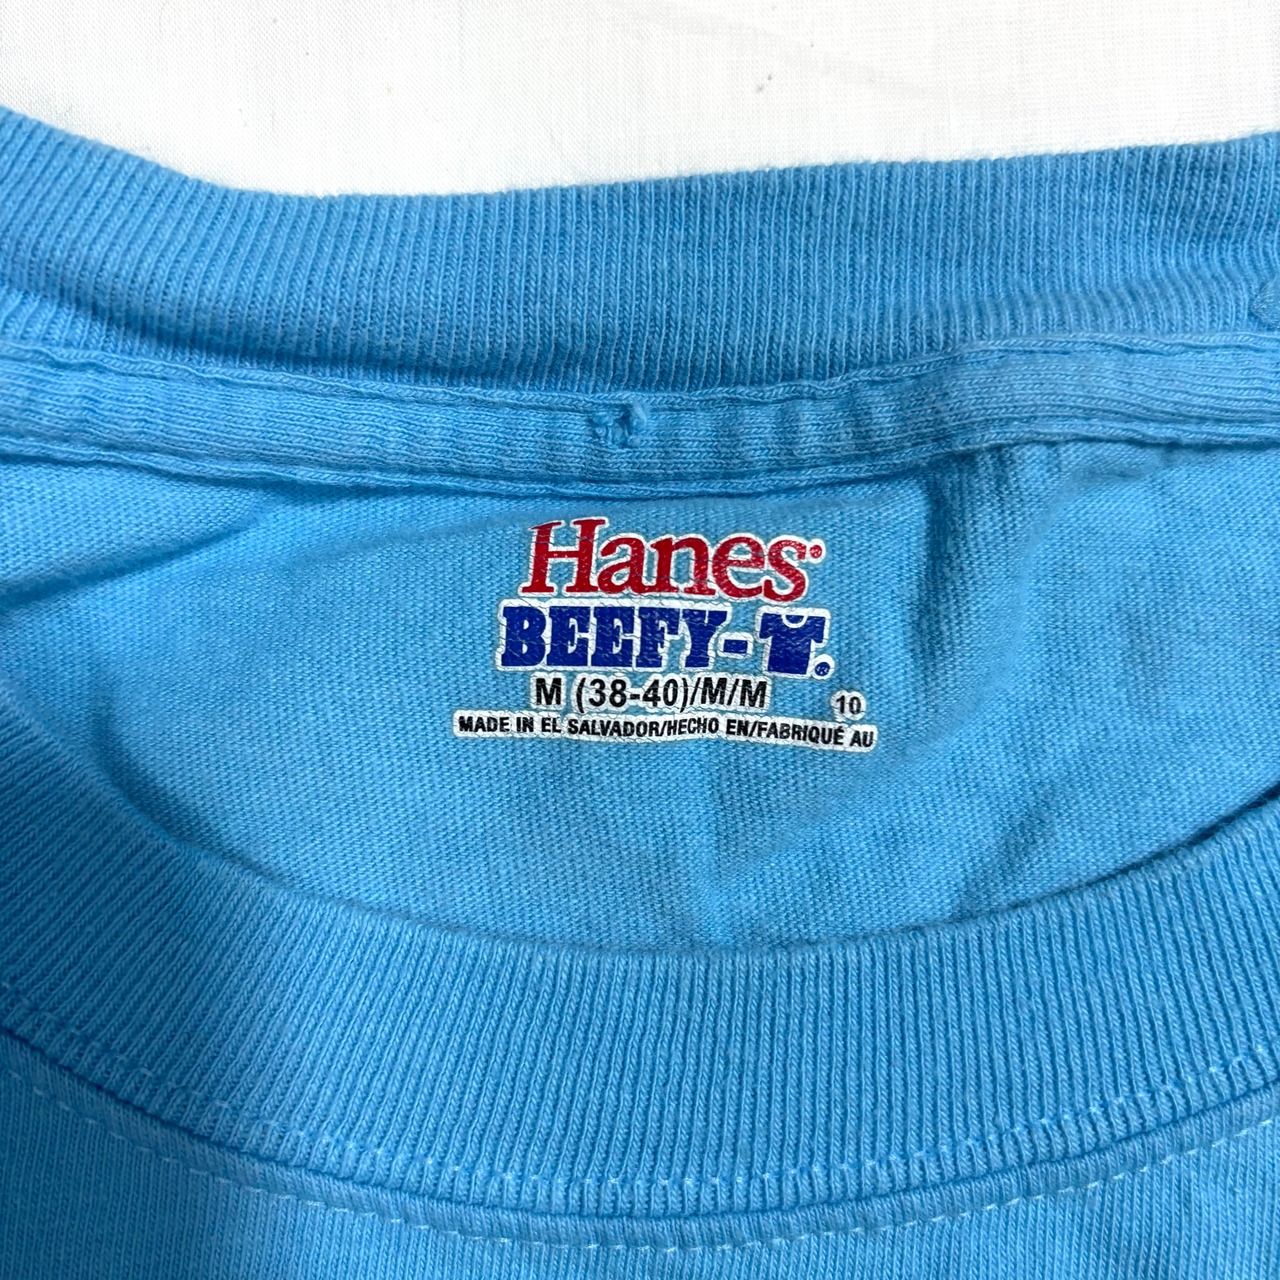 Hanes®
BEEFY-T®
M (38-40)/M/M 10
MADE IN EL SALVADOR/HECHO EN/FABRIQUÉ AU